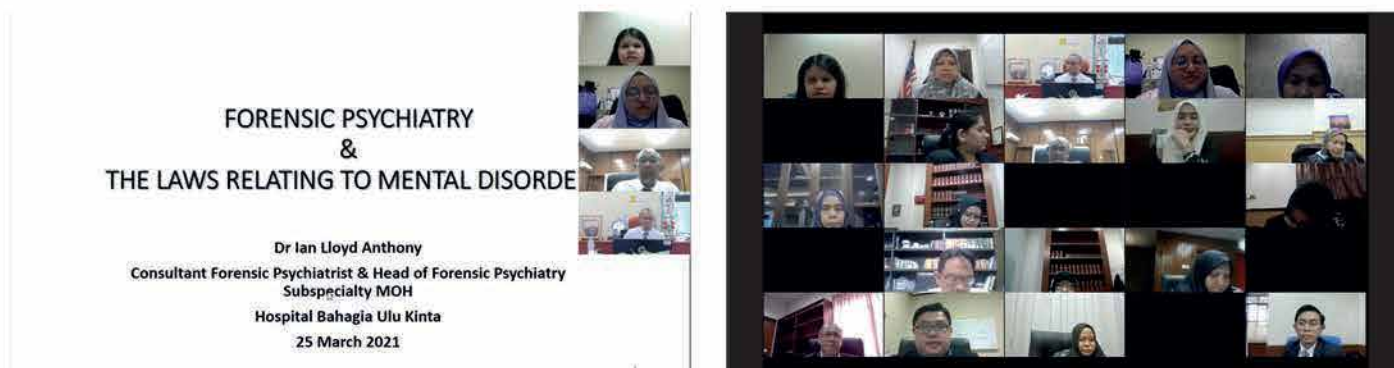 FORENSIC PSYCHIATRY
&
THE LAWS RELATING TO MENTAL DISORDE
Dr Ian Lloyd Anthony
Consultant Forensic Psychiatrist & Head of Forensic Psychiatry
Subspecialty MOH
Hospital Bahagia Ulu Kinta
25 March 2021